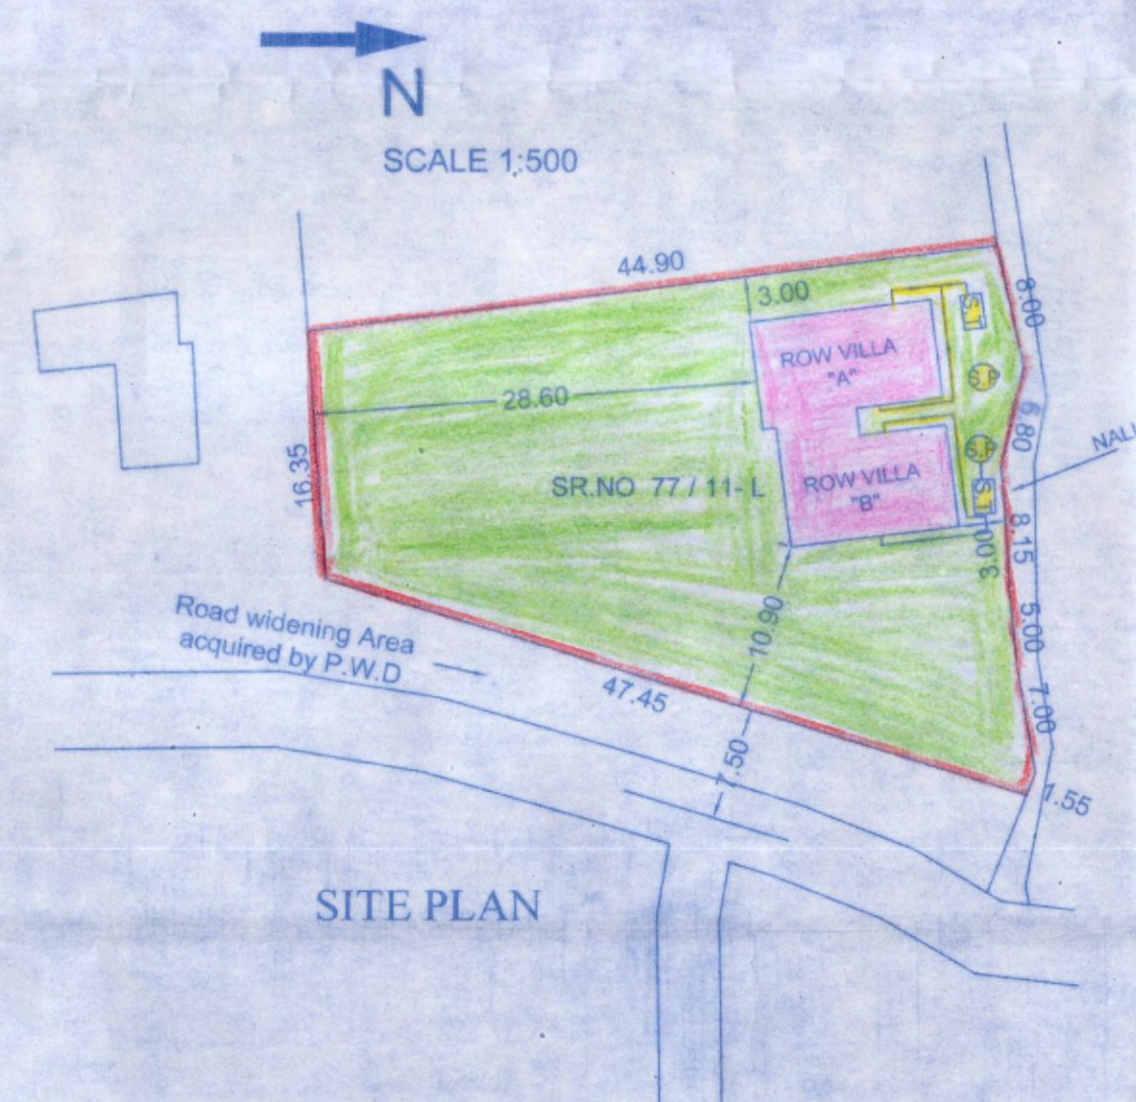 N
SCALE 1:500
44.90
3.00
8.00
ROW VILLA
"A"
S.T
S.P
28.60
6.80
16.35
SR.NO 77 / 11- L
ROW VILLA
"B"
S.P
S.T
3.00
8.15
10.90
5.00
Road widening Area
acquired by P.W.D
47.45
7.00
7.50
1.55
SITE PLAN